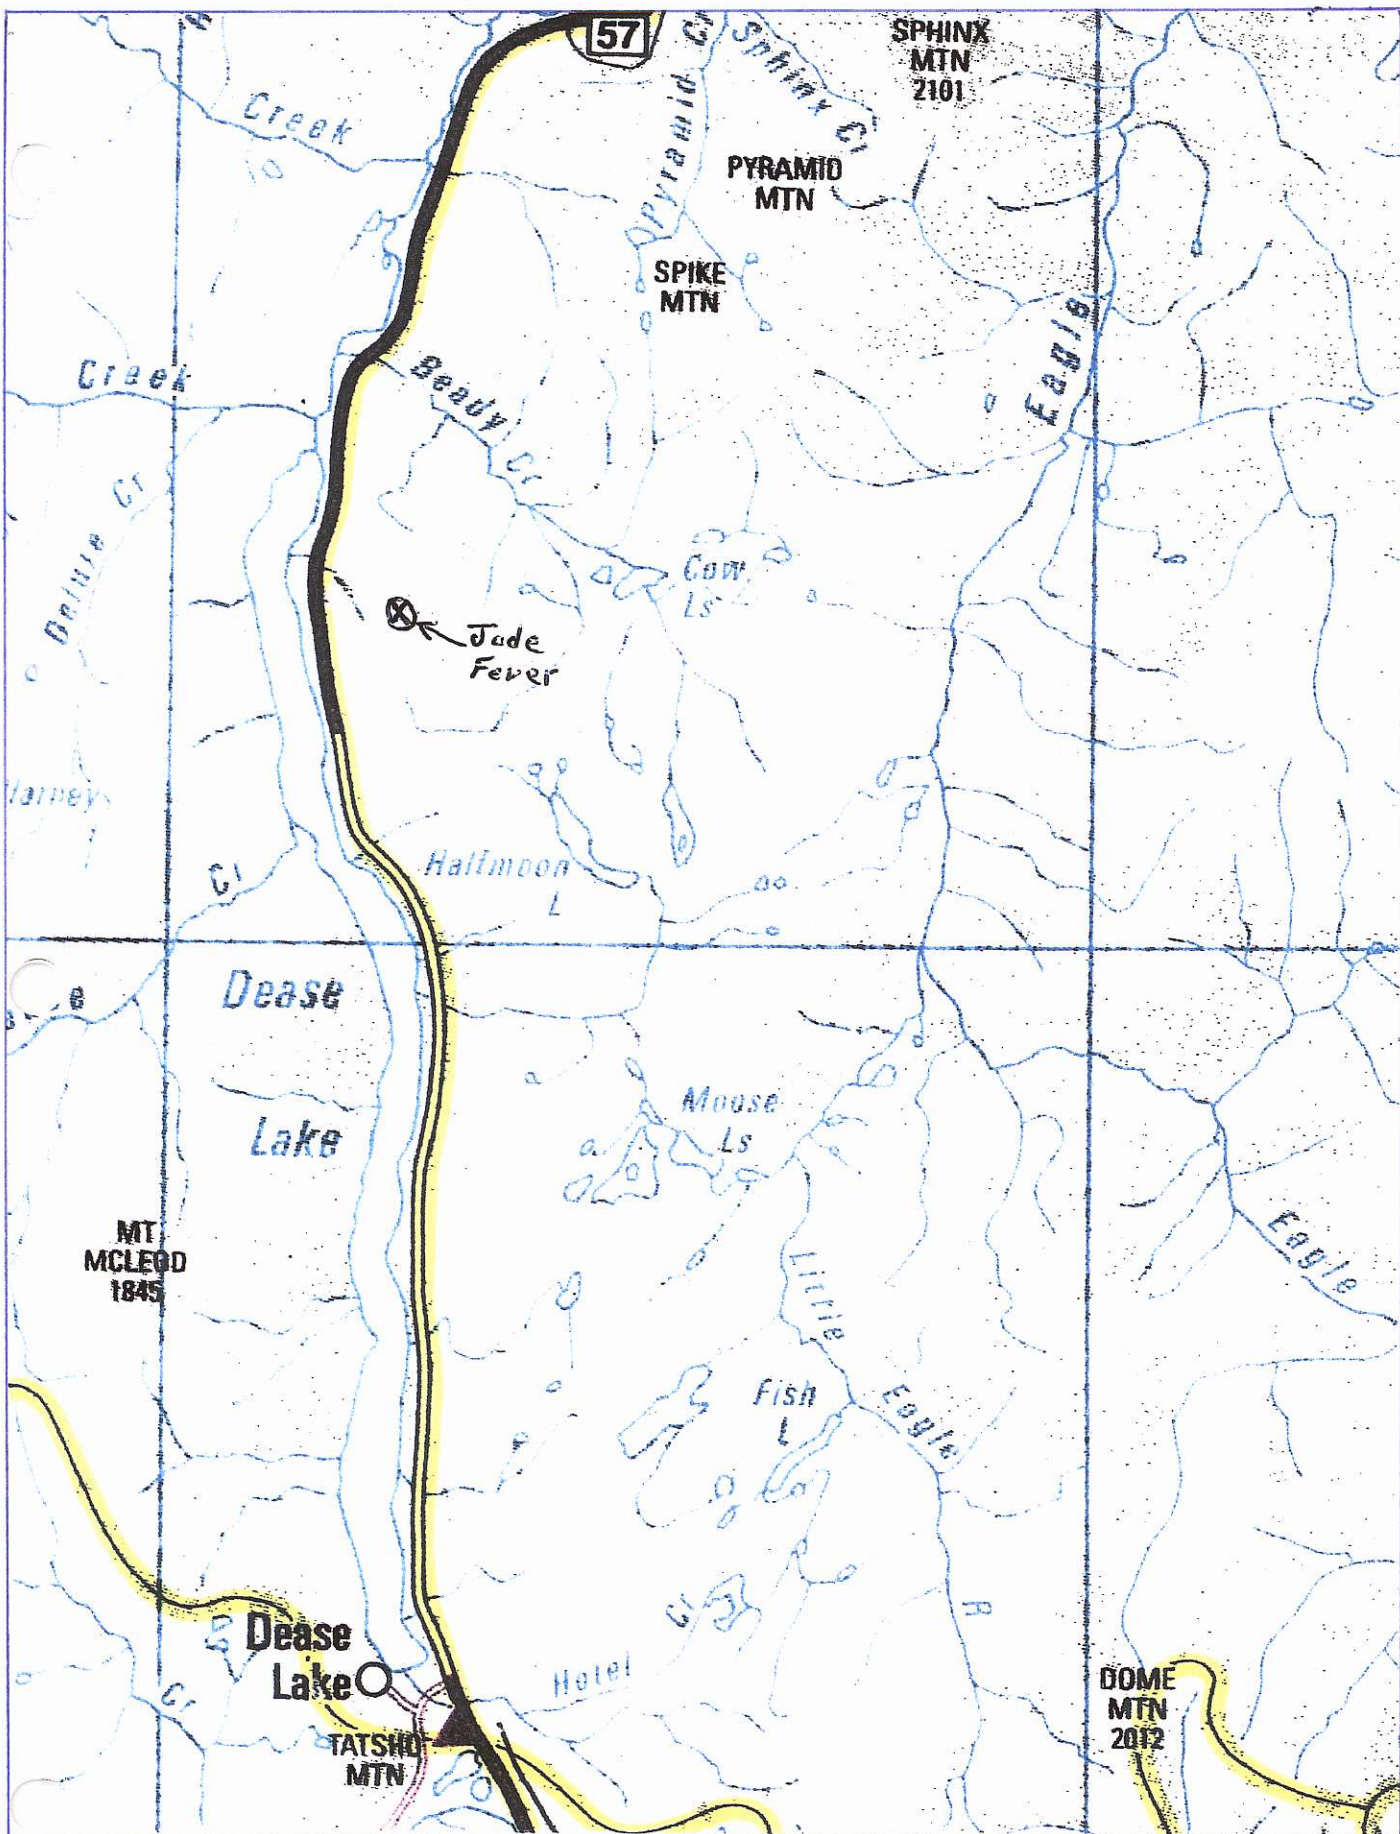 57
Cr
Sphinx Cr
SPHINX
MTN
2101
Creek
Pyramid
PYRAMID
MTN
SPIKE
MTN
Eagle
Creek
Beady
Cr
Cr
Cow
Ls
Jade
Fever
Halfmoon
L
Cr
Dease
Lake
Moose
Ls
MT
MCLEOD
1845
Eagle
Little
Fish
L
Eagle
R
Cr
Hotel
Dease
Lake
Cr
TATSHO
MTN
DOME
MTN
2012